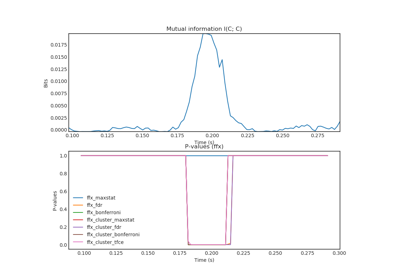 Mutual information I(C; C)
0.0175
0.0150
0.0125
0.0100
0.0075
0.0050
0.0025
0.0000
Bits
0.100 0.125 0.150 0.175 0.200 0.225 0.250 0.275
Time (s)
P-values (ffx)
1.0
0.8
0.6
0.4
0.2
0.0
P-values
ffx_maxstat
ffx_fdr
ffx_bonferroni
ffx_cluster_maxstat
ffx_cluster_fdr
ffx_cluster_bonferroni
ffx_cluster_tfce
0.100 0.125 0.150 0.175 0.200 0.225 0.250 0.275 0.300
Time (s)